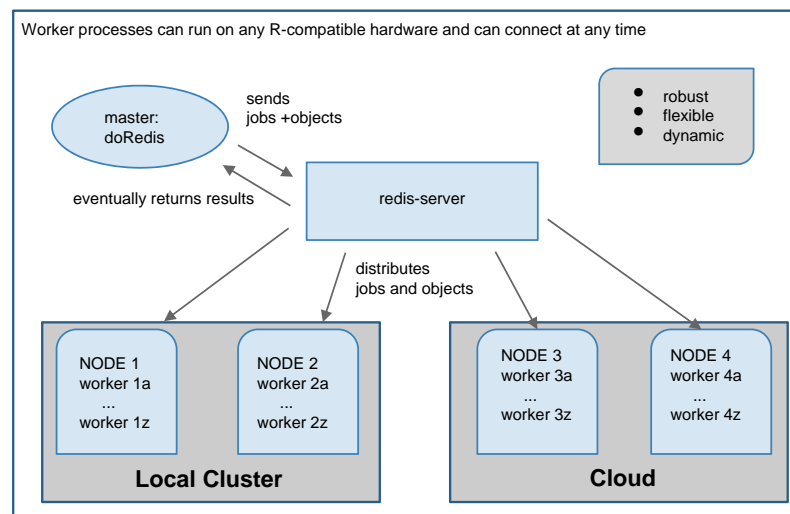 Worker processes can run on any R-compatible hardware and can connect at any time
master:
doRedis
sends
jobs +objects
● robust
● flexible
● dynamic
eventually returns results
redis-server
distributes
jobs and objects
NODE 1
worker 1a
...
worker 1z
NODE 2
worker 2a
...
worker 2z
Local Cluster
NODE 3
worker 3a
...
worker 3z
NODE 4
worker 4a
...
worker 4z
Cloud